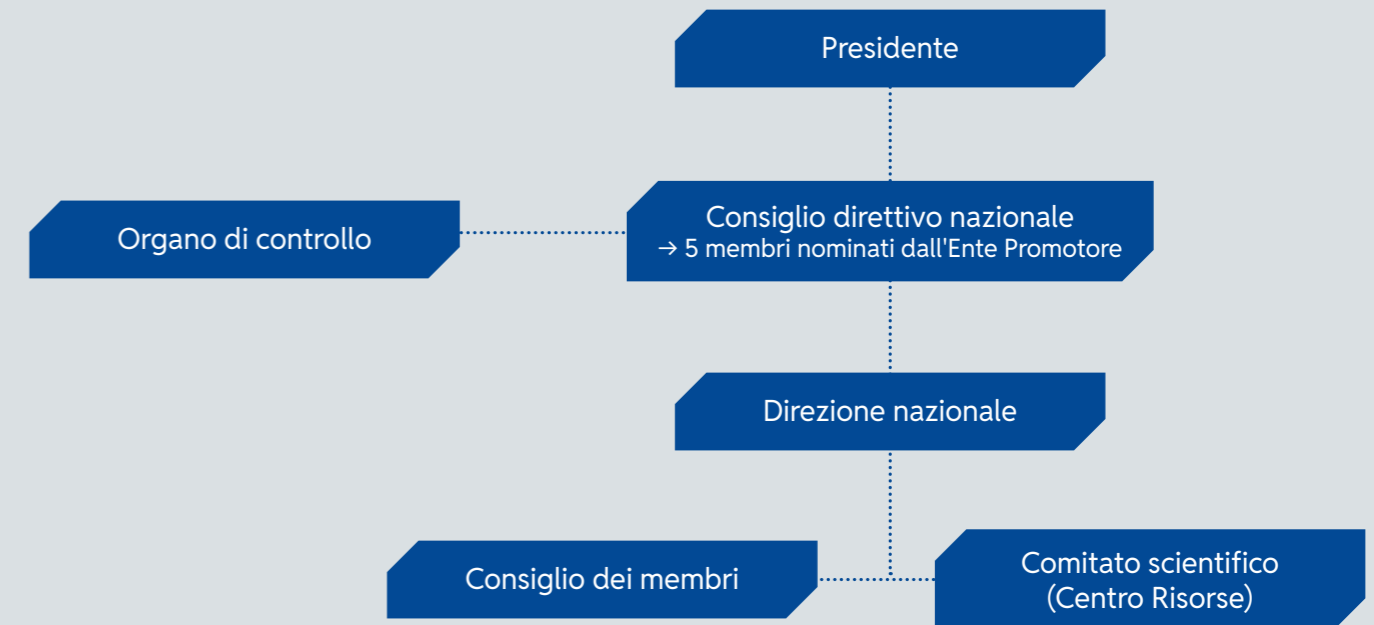 Presidente
Organo di controllo
Consiglio direttivo nazionale
→ 5 membri nominati dall'Ente Promotore
Direzione nazionale
Consiglio dei membri
Comitato scientifico
(Centro Risorse)